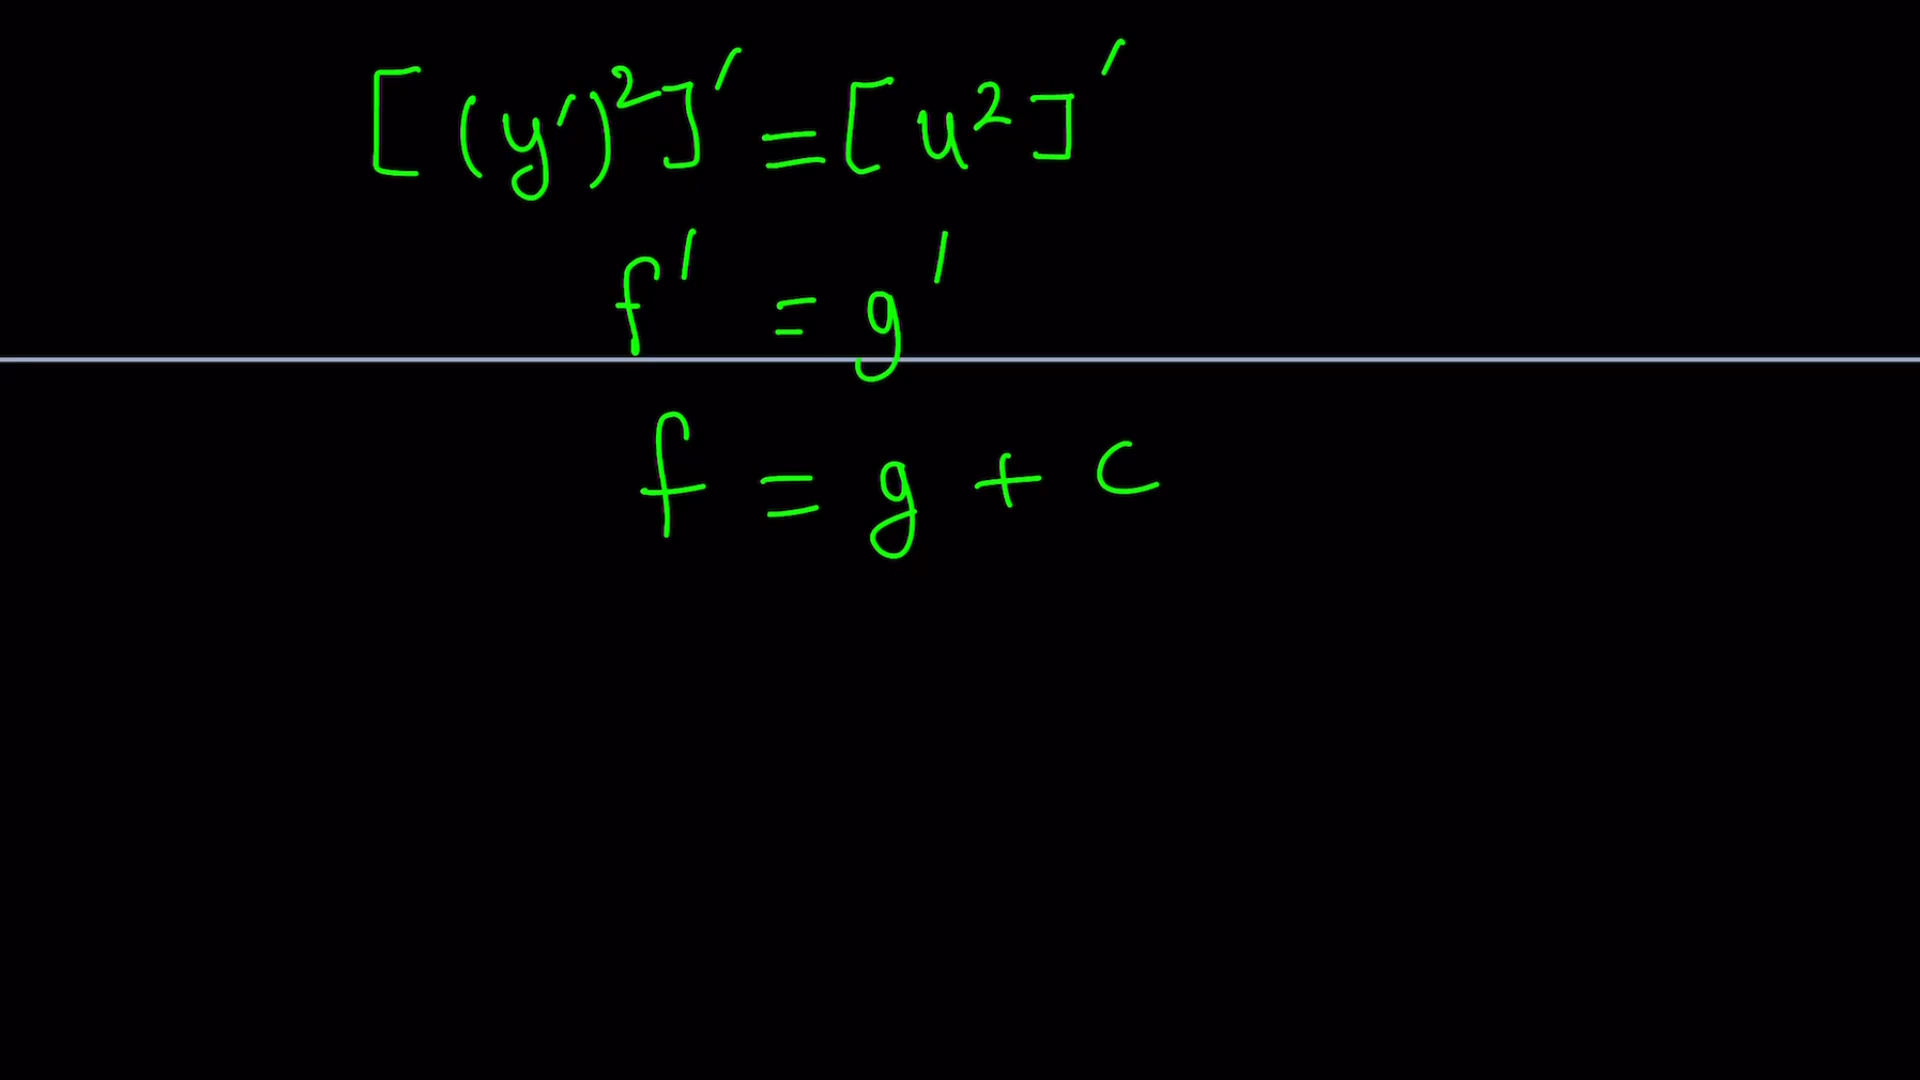 [(y')²]' = [u²]'
f' = g'
f = g + c